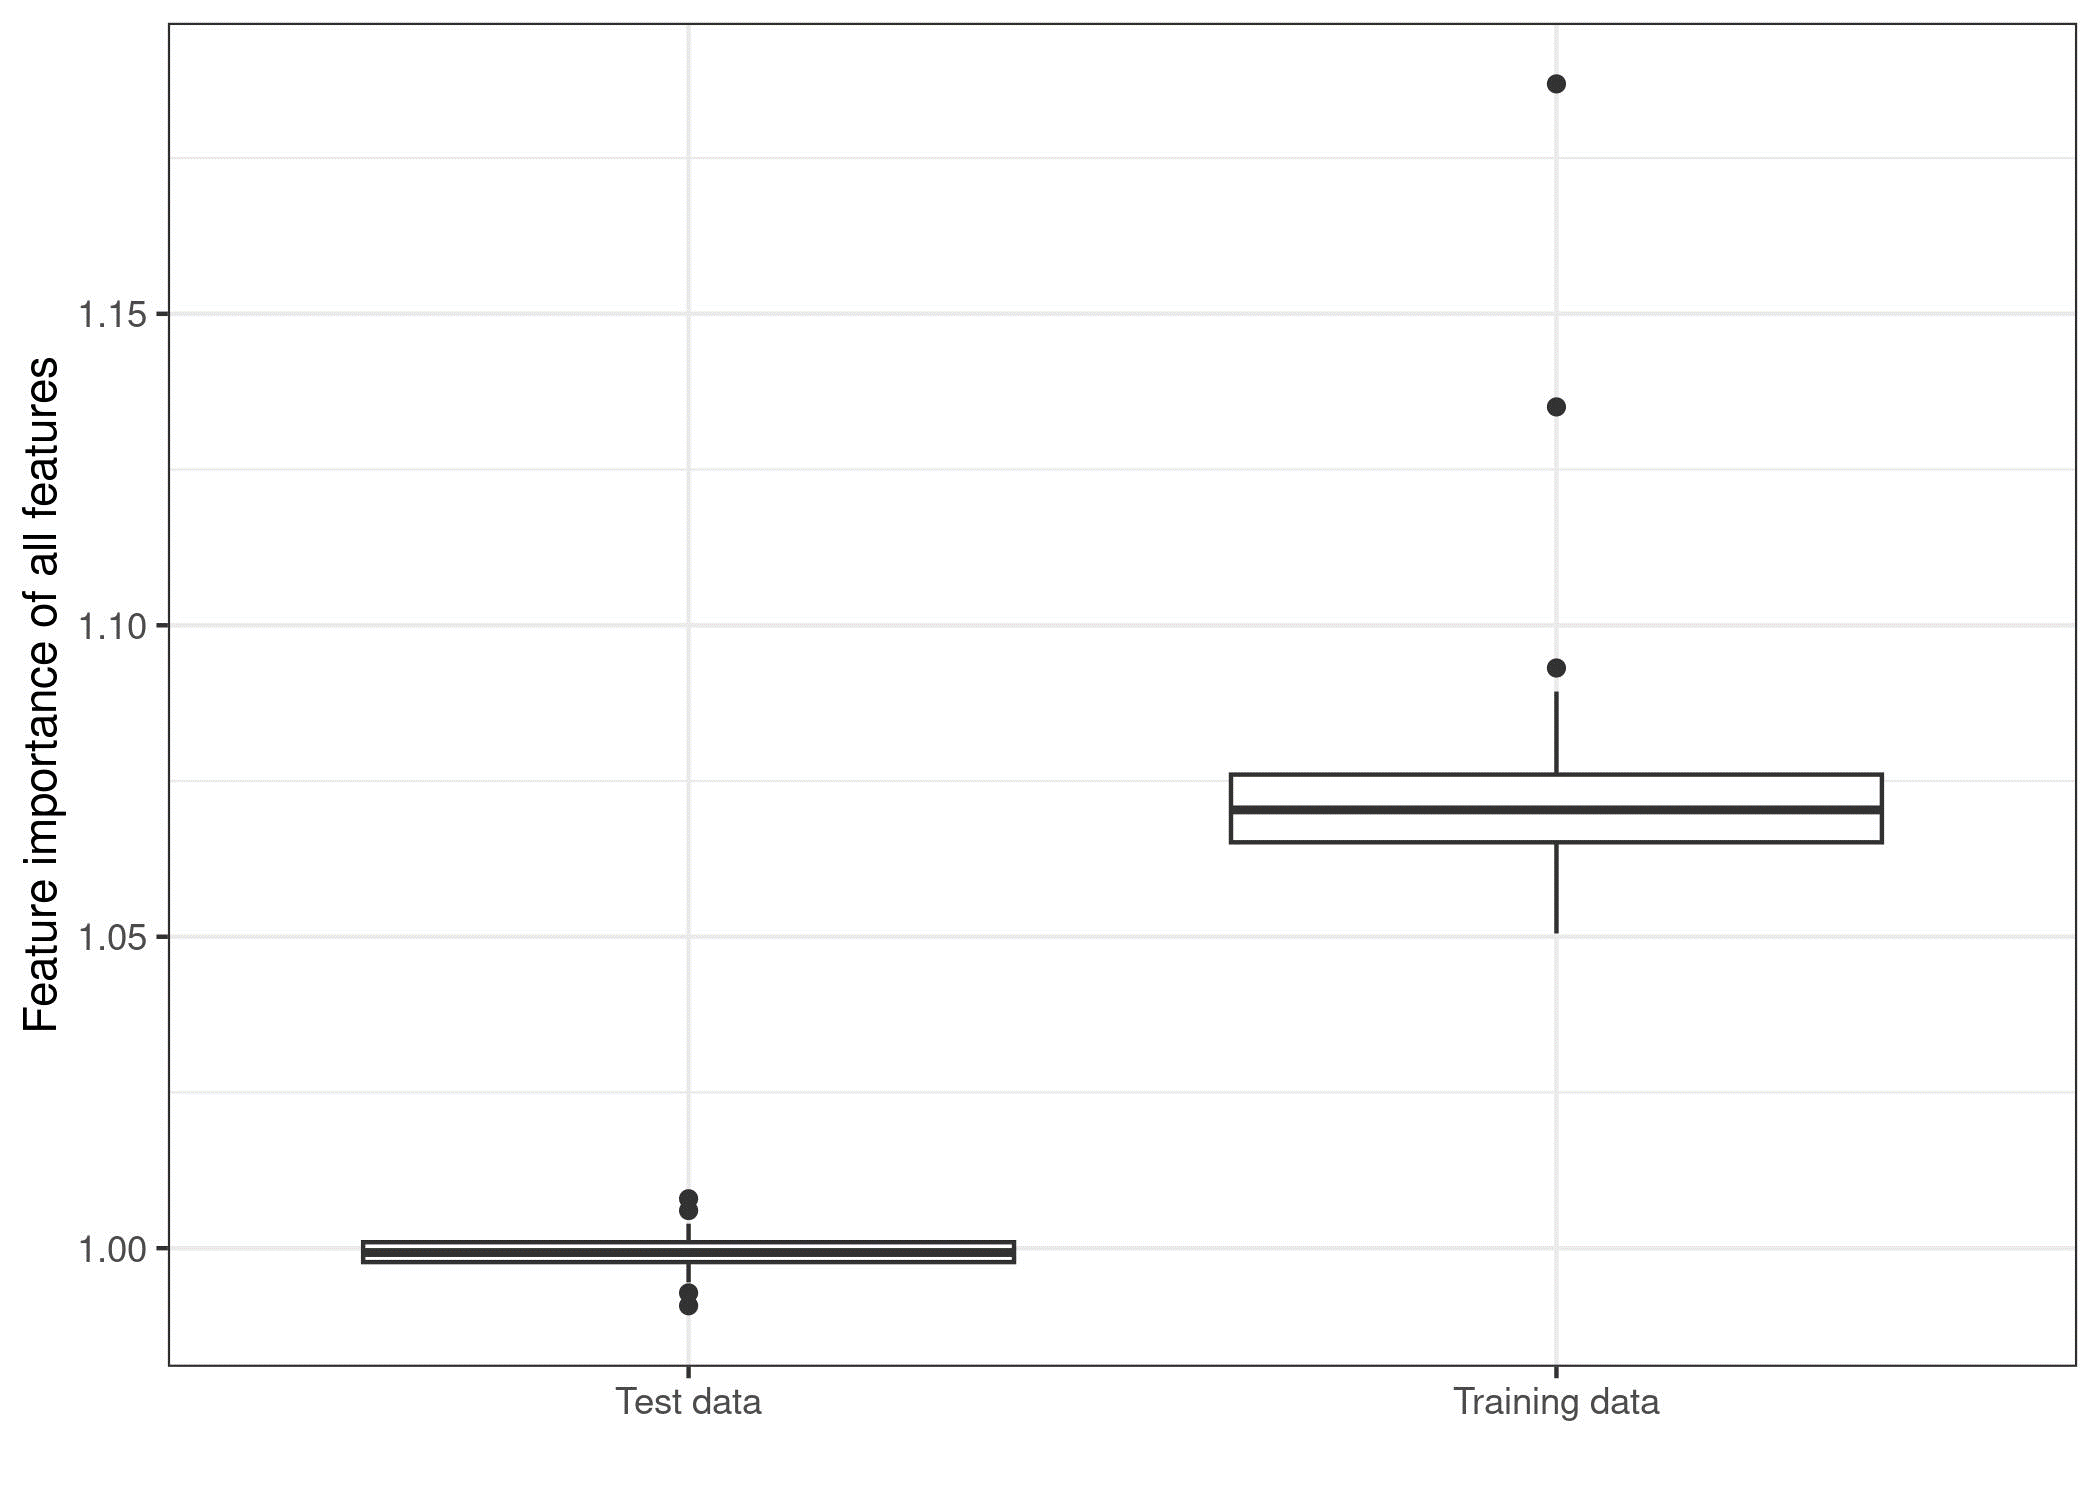 Feature importance of all features
1.15
1.10
1.05
1.00
Test data
Training data